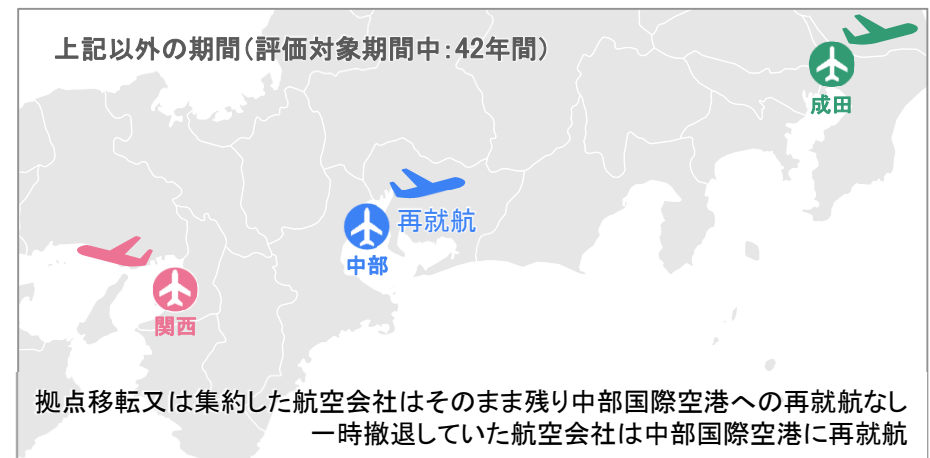 上記以外の期間(評価対象期間中:42年間)
成田
再就航
中部
関西
拠点移転又は集約した航空会社はそのまま残り中部国際空港への再就航なし
一時撤退していた航空会社は中部国際空港に再就航